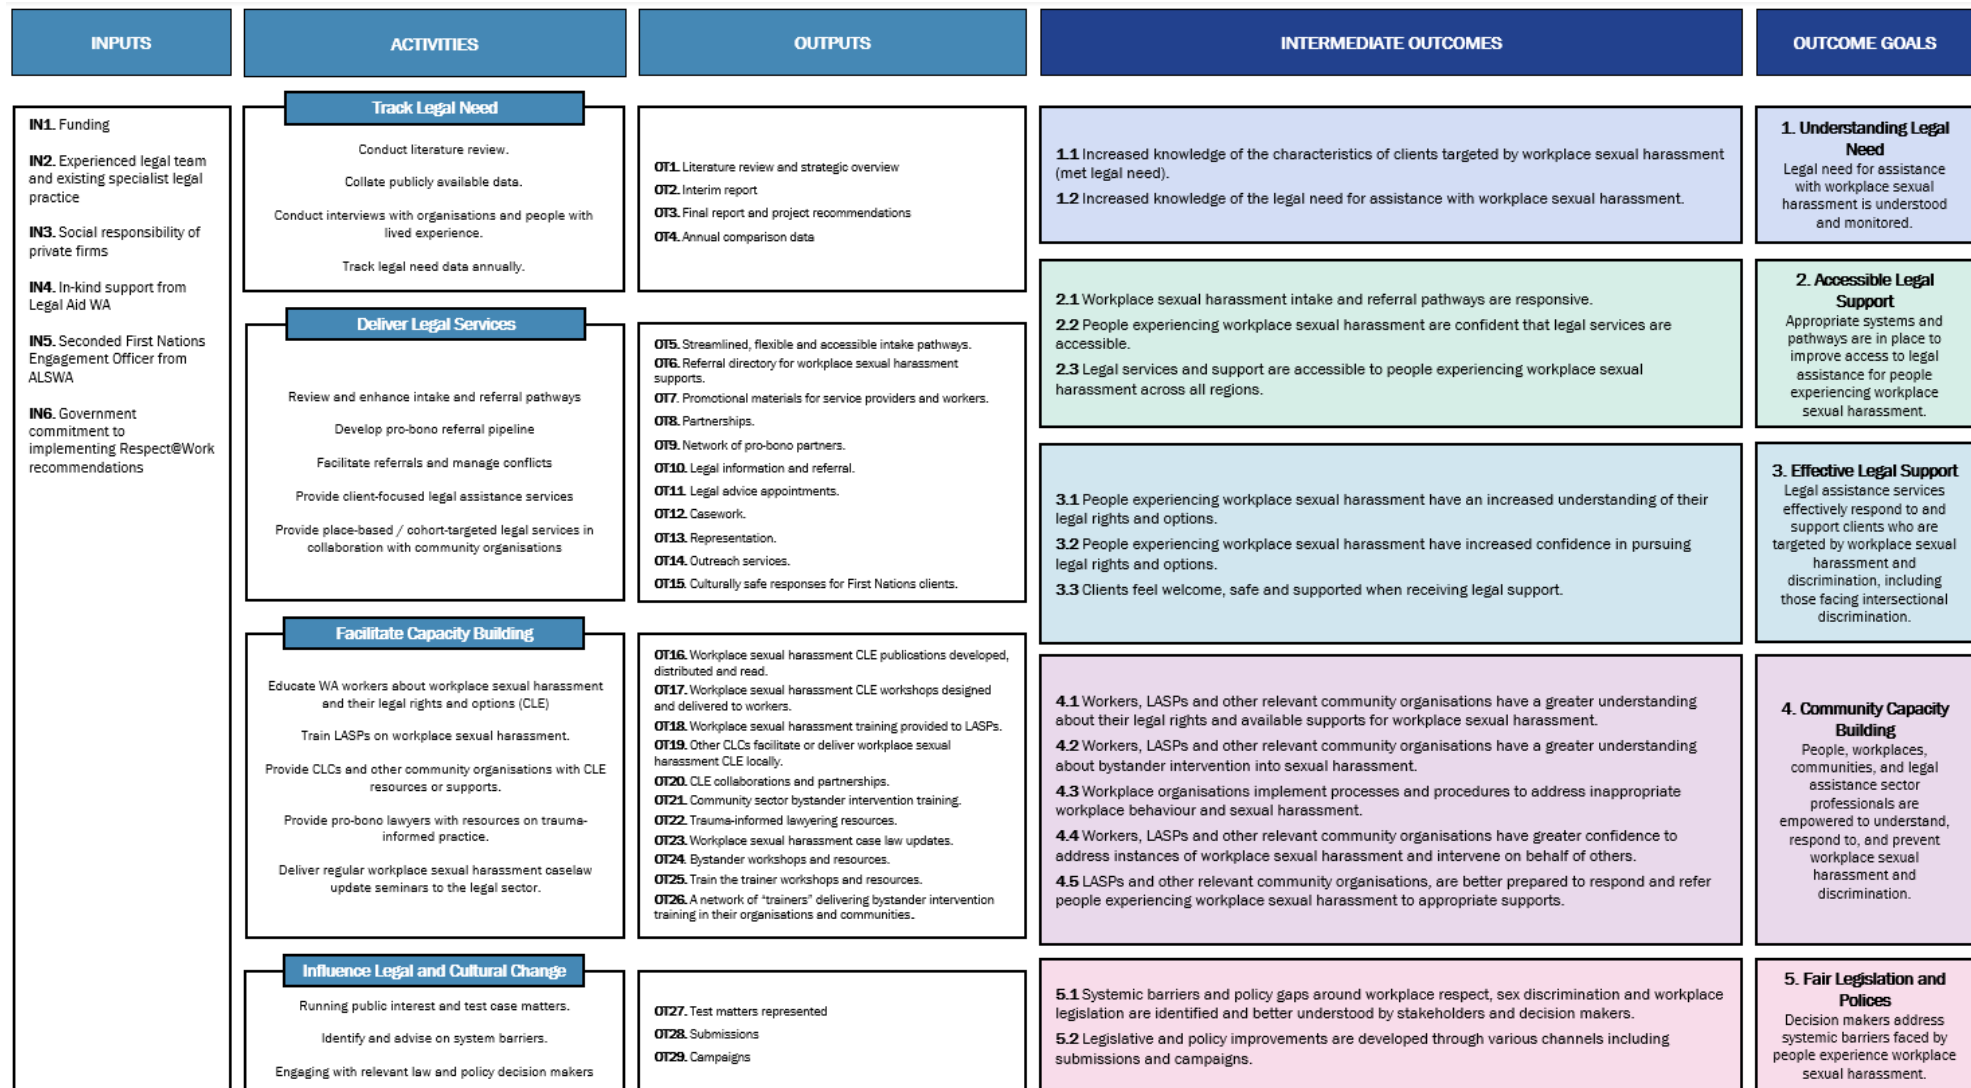 INPUTS
ACTIVITIES
OUTPUTS
INTERMEDIATE OUTCOMES
OUTCOME GOALS
IN1. Funding
IN2. Experienced legal team
and existing specialist legal
practice
IN3. Social responsibility of
private firms
IN4. In-kind support from
Legal Aid WA
IN5. Seconded First Nations
Engagement Officer from
ALSWA
IN6. Government
commitment to
implementing Respect@Work
recommendations
Track Legal Need
Conduct literature review.
Collate publicly available data.
Conduct interviews with organisations and people with
lived experience.
Track legal need data annually.
OT1. Literature review and strategic overview
OT2. Interim report
OT3. Final report and project recommendations
OT4. Annual comparison data
1.1 Increased knowledge of the characteristics of clients targeted by workplace sexual harassment
(met legal need).
1.2 Increased knowledge of the legal need for assistance with workplace sexual harassment.
1. Understanding Legal
Need
Legal need for assistance
with workplace sexual
harassment is understood
and monitored.
Deliver Legal Services
Review and enhance intake and referral pathways
Develop pro-bono referral pipeline
Facilitate referrals and manage conflicts
Provide client-focused legal assistance services
Provide place-based / cohort-targeted legal services in
collaboration with community organisations
OT5. Streamlined, flexible and accessible intake pathways.
OT6. Referral directory for workplace sexual harassment
supports.
OT7. Promotional materials for service providers and workers.
OT8. Partnerships.
OT9. Network of pro-bono partners.
OT10. Legal information and referral.
OT11. Legal advice appointments.
OT12. Casework.
OT13. Representation.
OT14. Outreach services.
OT15. Culturally safe responses for First Nations clients.
2.1 Workplace sexual harassment intake and referral pathways are responsive.
2.2 People experiencing workplace sexual harassment are confident that legal services are
accessible.
2.3 Legal services and support are accessible to people experiencing workplace sexual
harassment across all regions.
2. Accessible Legal
Support
Appropriate systems and
pathways are in place to
improve access to legal
assistance for people
experiencing workplace
sexual harassment.
3.1 People experiencing workplace sexual harassment have an increased understanding of their
legal rights and options.
3.2 People experiencing workplace sexual harassment have increased confidence in pursuing
legal rights and options.
3.3 Clients feel welcome, safe and supported when receiving legal support.
3. Effective Legal Support
Legal assistance services
effectively respond to and
support clients who are
targeted by workplace sexual
harassment and
discrimination, including
those facing intersectional
discrimination.
Facilitate Capacity Building
Educate WA workers about workplace sexual harassment
and their legal rights and options (CLE)
Train LASPs on workplace sexual harassment.
Provide CLCs and other community organisations with CLE
resources or supports.
Provide pro-bono lawyers with resources on trauma-
informed practice.
Deliver regular workplace sexual harassment caselaw
update seminars to the legal sector.
OT16. Workplace sexual harassment CLE publications developed,
distributed and read.
OT17. Workplace sexual harassment CLE workshops designed
and delivered to workers.
OT18. Workplace sexual harassment training provided to LASPs.
OT19. Other CLCs facilitate or deliver workplace sexual
harassment CLE locally.
OT20. CLE collaborations and partnerships.
OT21. Community sector bystander intervention training.
OT22. Trauma-informed lawyering resources.
OT23. Workplace sexual harassment case law updates.
OT24. Bystander workshops and resources.
OT25. Train the trainer workshops and resources.
OT26. A network of "trainers" delivering bystander intervention
training in their organisations and communities.
4.1 Workers, LASPs and other relevant community organisations have a greater understanding
about their legal rights and available supports for workplace sexual harassment.
4.2 Workers, LASPs and other relevant community organisations have a greater understanding
about bystander intervention into sexual harassment.
4.3 Workplace organisations implement processes and procedures to address inappropriate
workplace behaviour and sexual harassment.
4.4 Workers, LASPs and other relevant community organisations have greater confidence to
address instances of workplace sexual harassment and intervene on behalf of others.
4.5 LASPs and other relevant community organisations, are better prepared to respond and refer
people experiencing workplace sexual harassment to appropriate supports.
4. Community Capacity
Building
People, workplaces,
communities, and legal
assistance sector
professionals are
empowered to understand,
respond to, and prevent
workplace sexual
harassment and
discrimination.
Influence Legal and Cultural Change
Running public interest and test case matters.
Identify and advise on system barriers.
Engaging with relevant law and policy decision makers
OT27. Test matters represented
OT28. Submissions
OT29. Campaigns
5.1 Systemic barriers and policy gaps around workplace respect, sex discrimination and workplace
legislation are identified and better understood by stakeholders and decision makers.
5.2 Legislative and policy improvements are developed through various channels including
submissions and campaigns.
5. Fair Legislation and
Polices
Decision makers address
systemic barriers faced by
people experience workplace
sexual harassment.